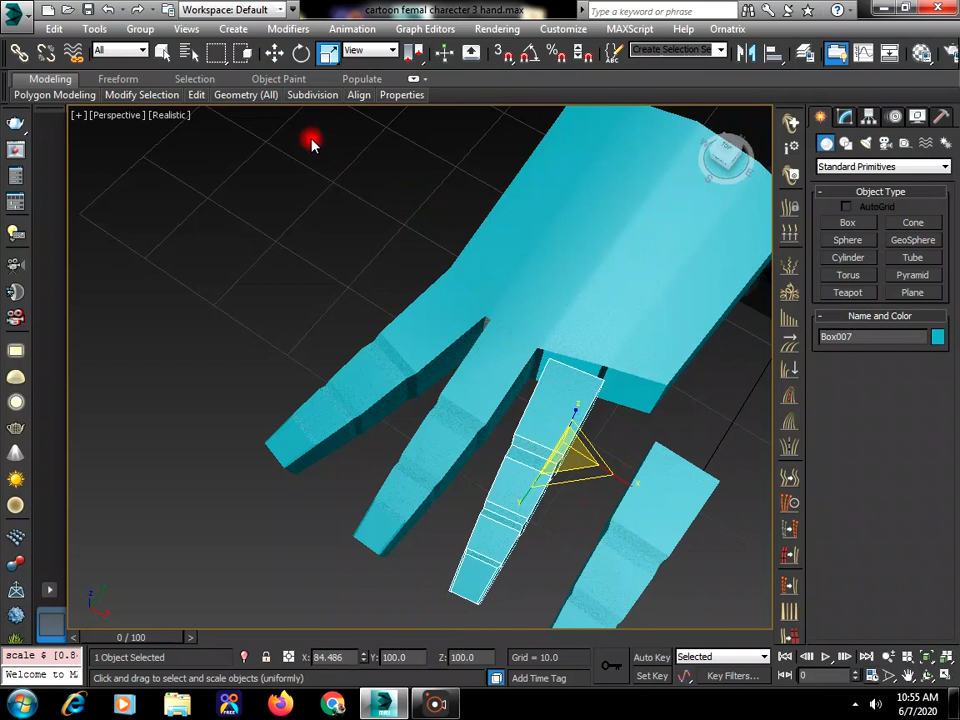 Workspace: Default
cartoon femal charecter 3 hand.max
Type a keyword or phrase
Edit Tools Group Views Create Modifiers Animation Graph Editors Rendering Customize MAXScript Help Ornatrix
All
View
Create Selection Se
Modeling Freeform Selection Object Paint Populate
Polygon Modeling Modify Selection Edit Geometry (All) Subdivision Align Properties
[+] [Perspective] [Realistic]
TOP
Standard Primitives
Object Type
AutoGrid
Box Cone
Sphere GeoSphere
Cylinder Tube
Torus Pyramid
Teapot Plane
Name and Color
Box007
0 / 100
scale $ [0.8
1 Object Selected
X: 84.486 Y: 100.0 Z: 100.0
Grid = 10.0
Auto Key Selected
Welcome to M
Click and drag to select and scale objects (uniformly)
Add Time Tag
Set Key Key Filters...
0
10:55 AM
6/7/2020